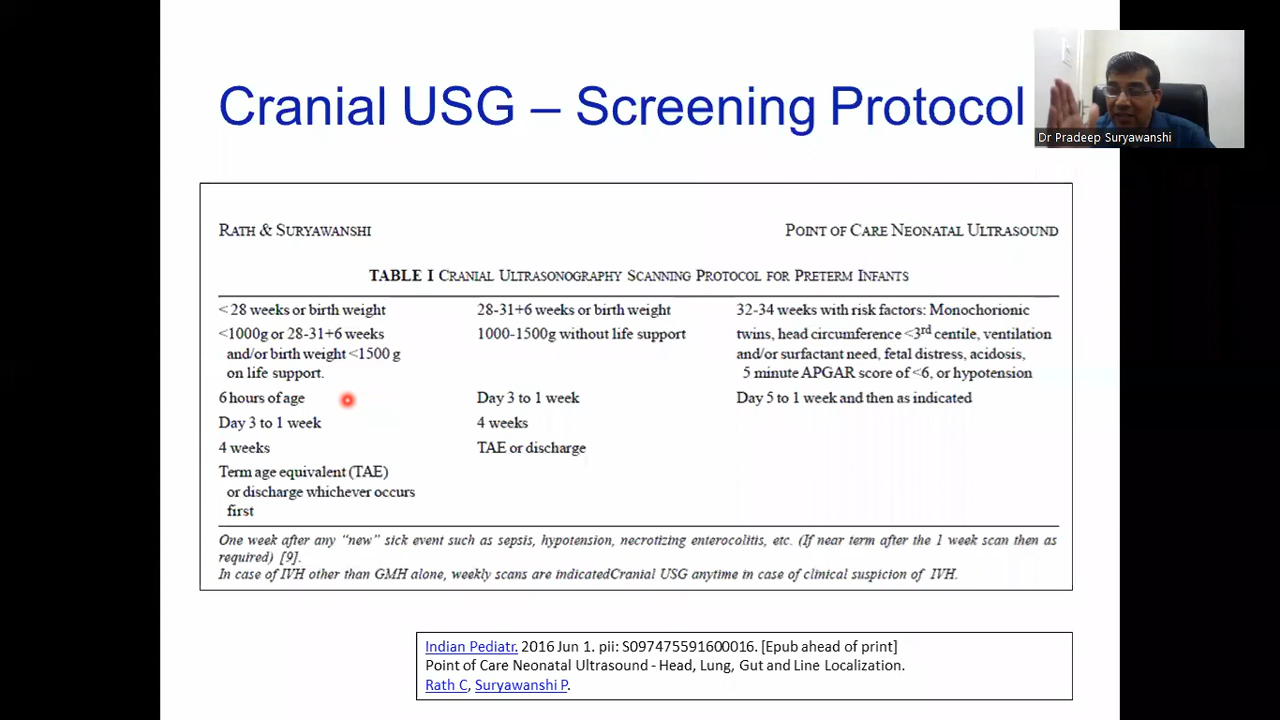 Cranial USG – Screening Protocol
Dr Pradeep Suryawanshi
RATH & SURYAWANSHI
POINT OF CARE NEONATAL ULTRASOUND
TABLE I CRANIAL ULTRASONOGRAPHY SCANNING PROTOCOL FOR PRETERM INFANTS
<28 weeks or birth weight
<1000g or 28-31+6 weeks
and/or birth weight <1500 g
on life support.
28-31+6 weeks or birth weight
1000-1500g without life support
32-34 weeks with risk factors: Monochorionic
twins, head circumference <3rd centile, ventilation
and/or surfactant need, fetal distress, acidosis,
5 minute APGAR score of <6, or hypotension
6 hours of age
Day 3 to 1 week
Day 5 to 1 week and then as indicated
Day 3 to 1 week
4 weeks
4 weeks
TAE or discharge
Term age equivalent (TAE)
or discharge whichever occurs
first
One week after any “new” sick event such as sepsis, hypotension, necrotizing enterocolitis, etc. (If near term after the 1 week scan then as
required) [9].
In case of IVH other than GMH alone, weekly scans are indicatedCranial USG anytime in case of clinical suspicion of IVH.
Indian Pediatr. 2016 Jun 1. pii: S097475591600016. [Epub ahead of print]
Point of Care Neonatal Ultrasound - Head, Lung, Gut and Line Localization.
Rath C, Suryawanshi P.